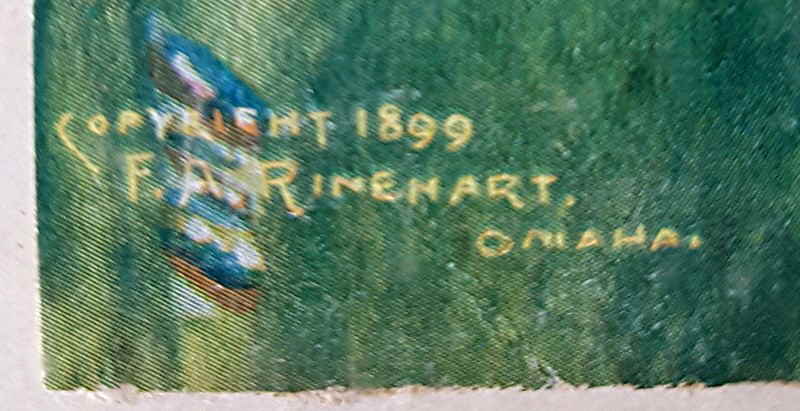 COPYRIGHT 1899
F. A. RINEHART,
OMAHA.